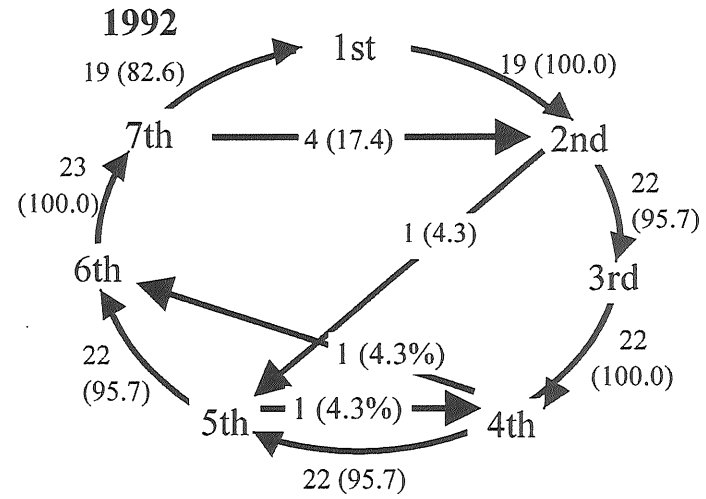 1992
1st
19 (82.6)
19 (100.0)
7th
4 (17.4)
2nd
23
(100.0)
22
(95.7)
1 (4.3)
6th
3rd
22
(95.7)
1 (4.3%)
22
(100.0)
5th
1 (4.3%)
4th
22 (95.7)